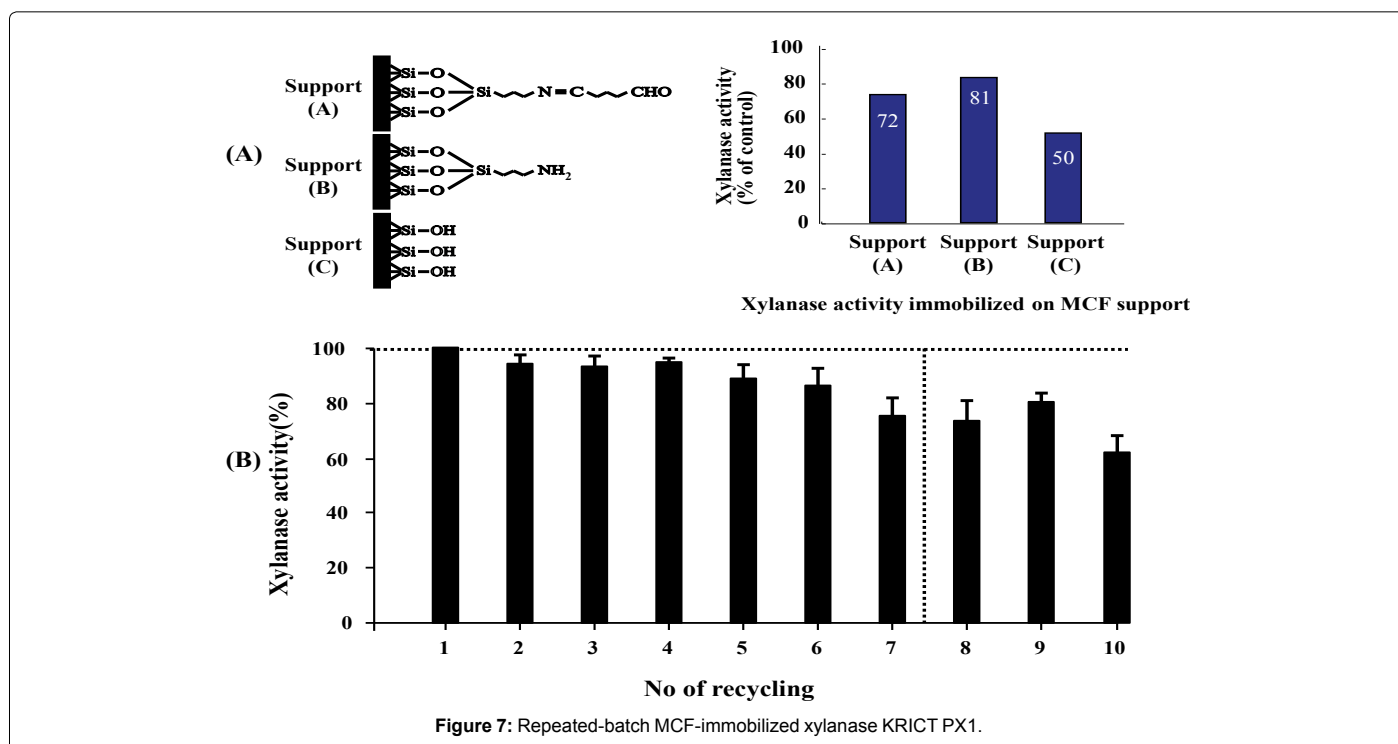 Support
(A)
Si—O
Si—O—Si N=C CHO
Si—O
(A)
Support
(B)
Si—O
Si—O—Si NH2
Si—O
Support
(C)
Si—OH
Si—OH
Si—OH
Xylanase activity
(% of control)
100
80
60
40
20
0
72
81
50
Support
(A)
Support
(B)
Support
(C)
Xylanase activity immobilized on MCF support
(B)
Xylanase activity(%)
100
80
60
40
20
0
1 2 3 4 5 6 7 8 9 10
No of recycling
Figure 7: Repeated-batch MCF-immobilized xylanase KRICT PX1.